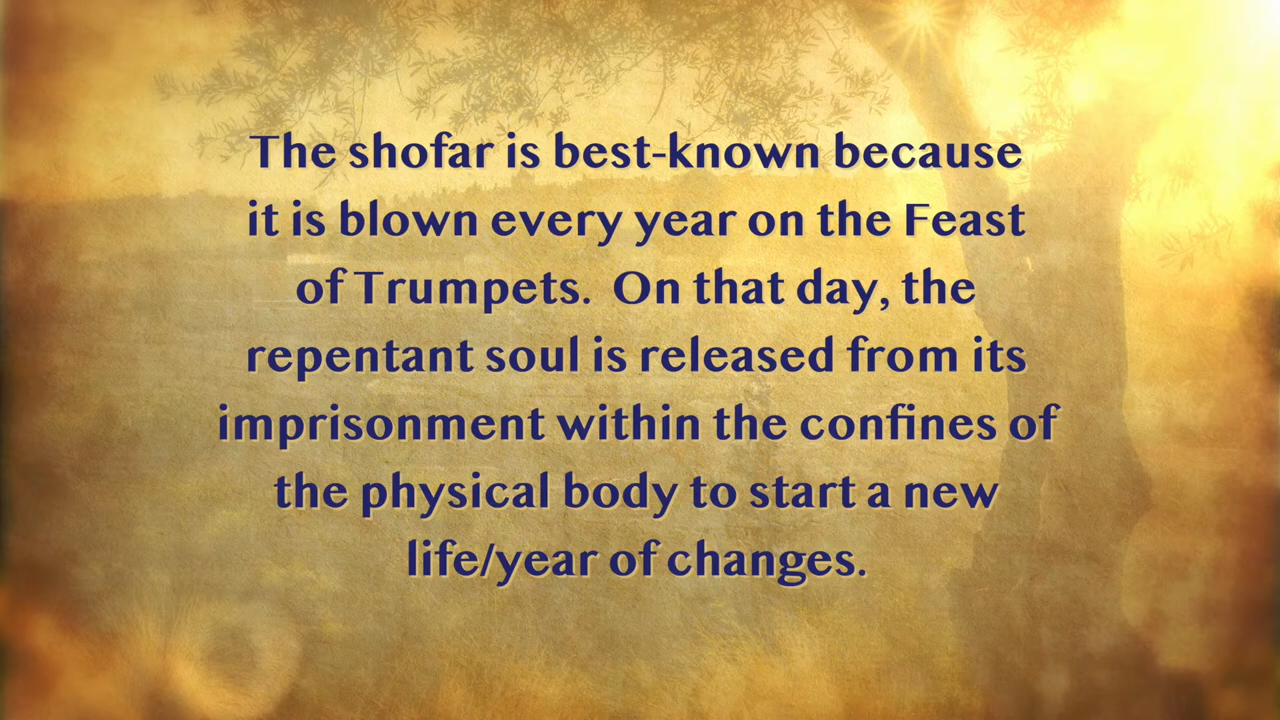 The shofar is best-known because
it is blown every year on the Feast
of Trumpets.  On that day, the
repentant soul is released from its
imprisonment within the confines of
the physical body to start a new
life/year of changes.